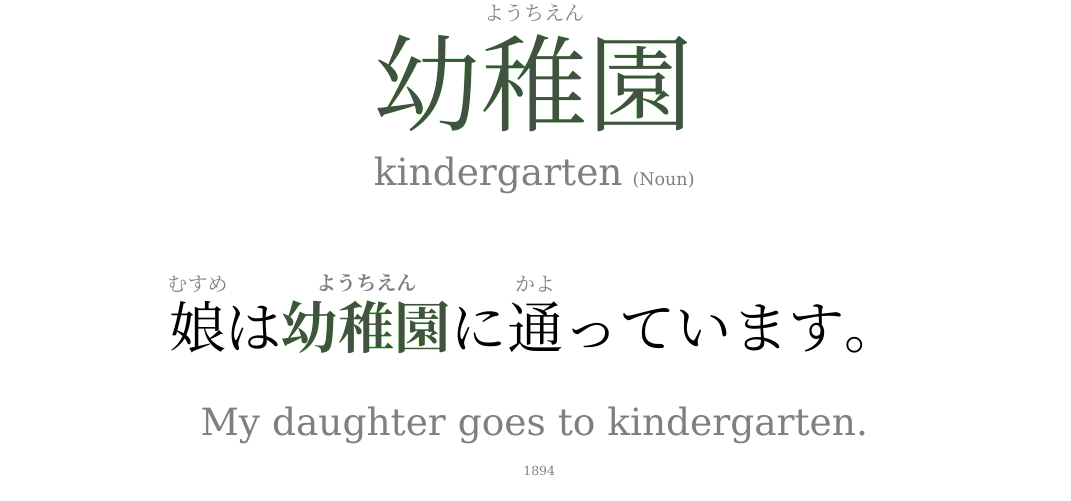 ようちえん
幼稚園
kindergarten (Noun)
むすめ ようちえん かよ
娘は幼稚園に通っています。
My daughter goes to kindergarten.
1894